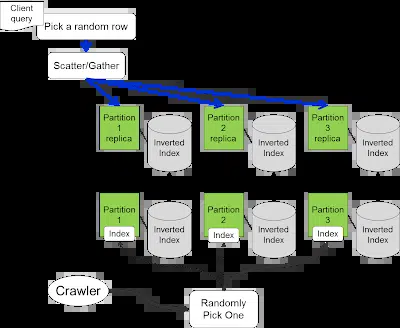 Client
query
Pick a random row
Scatter/Gather
Partition
1
replica
Inverted
Index
Partition
2
replica
Inverted
Index
Partition
3
replica
Inverted
Index
Partition
1
Index
Inverted
Index
Partition
2
Index
Inverted
Index
Partition
3
Index
Inverted
Index
Crawler
Randomly
Pick One